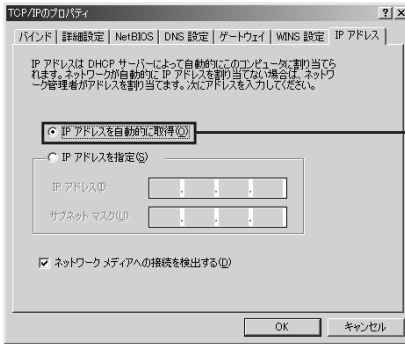 TCP/IPのプロパティ
バインド 詳細設定 NetBIOS DNS 設定 ゲートウェイ WINS 設定 IP アドレス
IP アドレスは DHCP サーバーによって自動的にこのコンピュータに割り当てら
れます。ネットワークが自動的に IP アドレスを割り当てない場合は、ネットワ
ーク管理者がアドレスを割り当てます。次にアドレスを入力してください。
IP アドレスを自動的に取得(O)
IP アドレスを指定(S)
IP アドレス(I):
サブネット マスク(U):
ネットワーク メディアへの接続を検出する(D)
OK キャンセル